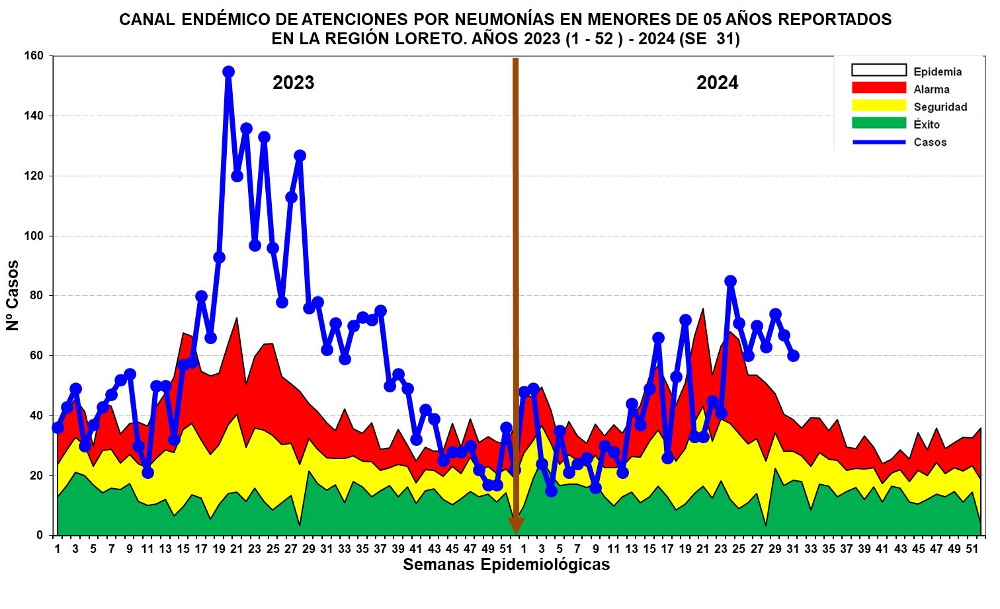 CANAL ENDÉMICO DE ATENCIONES POR NEUMONÍAS EN MENORES DE 05 AÑOS REPORTADOS
EN LA REGIÓN LORETO. AÑOS 2023 (1 - 52 ) - 2024 (SE  31)
2023
2024
Epidemia
Alarma
Seguridad
Éxito
Casos
Nº Casos
160
140
120
100
80
60
40
20
0
1 3 5 7 9 11 13 15 17 19 21 23 25 27 29 31 33 35 37 39 41 43 45 47 49 51 1 3 5 7 9 11 13 15 17 19 21 23 25 27 29 31 33 35 37 39 41 43 45 47 49 51
Semanas Epidemiológicas